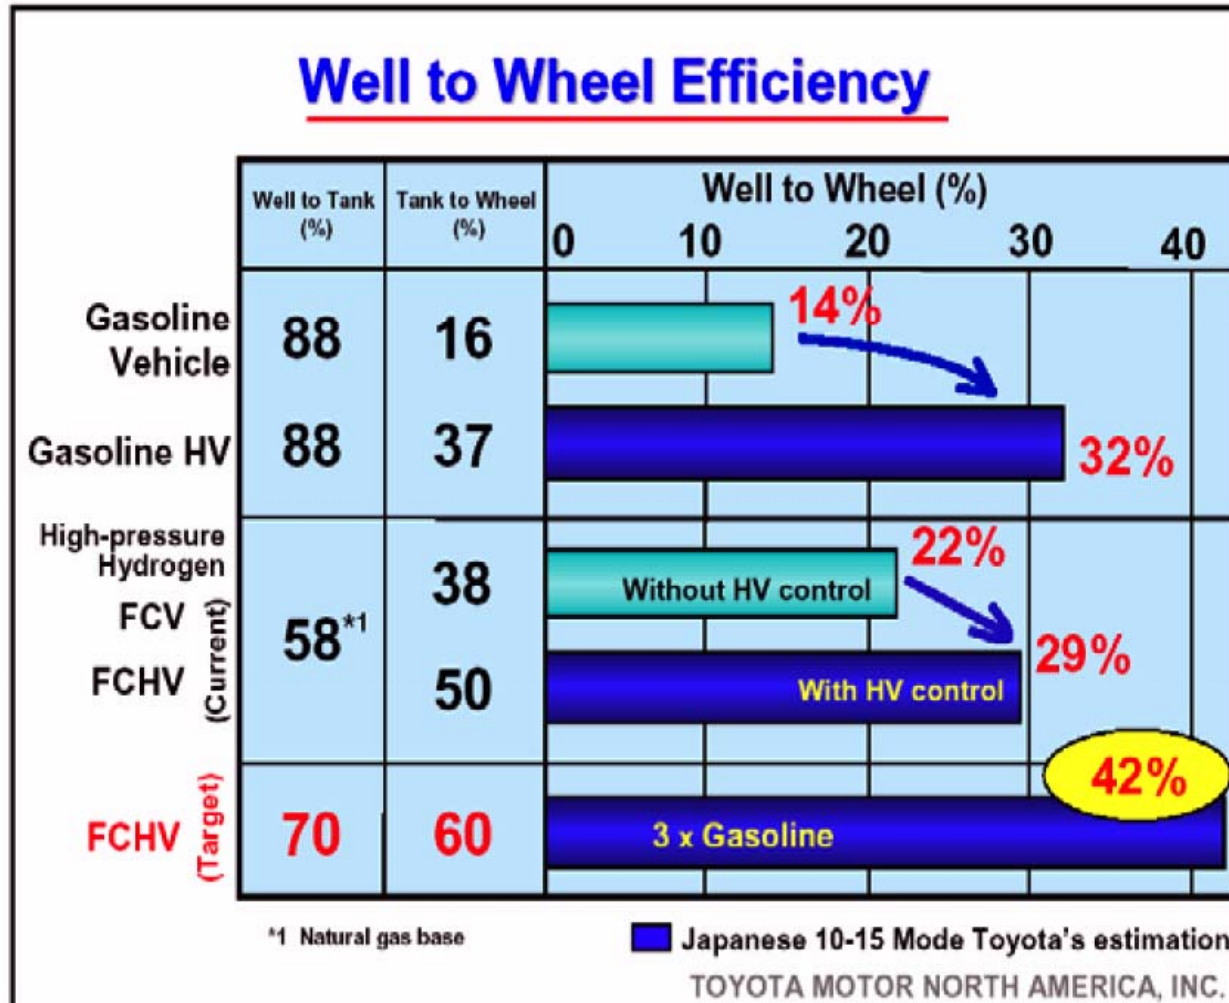 Well to Wheel Efficiency
Well to Tank (%)
Tank to Wheel (%)
Well to Wheel (%)
0 10 20 30 40
Gasoline Vehicle
88
16
14%
Gasoline HV
88
37
32%
High-pressure Hydrogen
FCV
FCHV
(Current)
58*1
38
Without HV control
22%
50
With HV control
29%
FCHV
(Target)
70
60
3 x Gasoline
42%
*1 Natural gas base
Japanese 10-15 Mode Toyota's estimation
TOYOTA MOTOR NORTH AMERICA, INC.